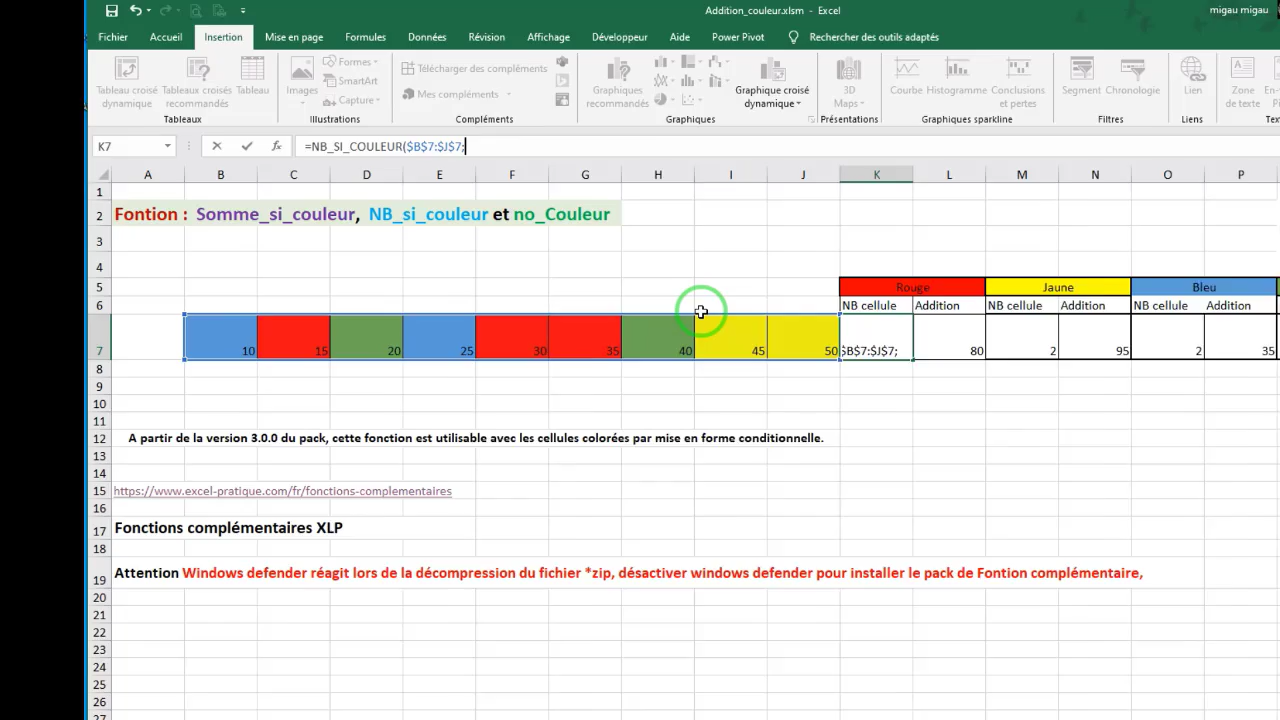 Addition_couleur.xlsm - Excel
migau migau
Fichier Accueil Insertion Mise en page Formules Données Révision Affichage Développeur Aide Power Pivot Rechercher des outils adaptés
Tableau croisé dynamique
Tableaux croisés recommandés
Tableau
Images
Formes
SmartArt
Capture
Télécharger des compléments
Mes compléments
Graphiques recommandés
Graphique croisé dynamique
3D Maps
Courbe
Histogramme
Conclusions et pertes
Segment
Chronologie
Lien
Zone de texte
Tableaux Illustrations Compléments Graphiques Présentations Graphiques sparkline Filtres Liens
K7 =NB_SI_COULEUR($B$7:$J$7;
A B C D E F G H I J K L M N O P
1
2 Fontion : Somme_si_couleur, NB_si_couleur et no_Couleur
3
4
5 Rouge Jaune Bleu
6 NB cellule Addition NB cellule Addition NB cellule Addition
7 10 15 20 25 30 35 40 45 50 $B$7:$J$7; 80 2 95 2 35
8
9
10
11
12 A partir de la version 3.0.0 du pack, cette fonction est utilisable avec les cellules colorées par mise en forme conditionnelle.
13
14
15 https://www.excel-pratique.com/fr/fonctions-complementaires
16
17 Fonctions complémentaires XLP
18
19 Attention Windows defender réagit lors de la décompression du fichier *zip, désactiver windows defender pour installer le pack de Fontion complémentaire,
20
21
22
23
24
25
26
27